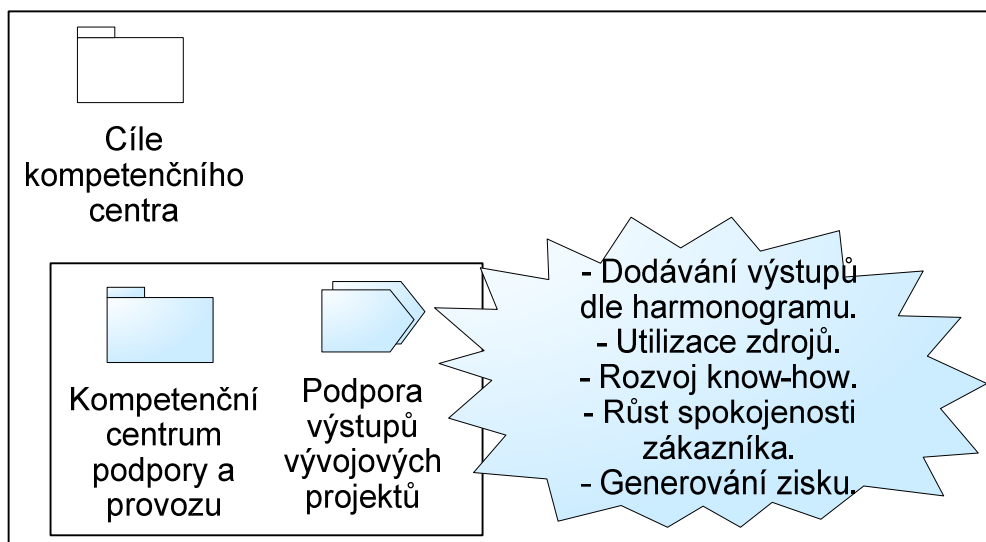 Cíle
kompetenčního
centra
Kompetenční
centrum
podpory a
provozu
Podpora
výstupů
vývojových
projektů
- Dodávání výstupů
dle harmonogramu.
- Utilizace zdrojů.
- Rozvoj know-how.
- Růst spokojenosti
zákazníka.
- Generování zisku.